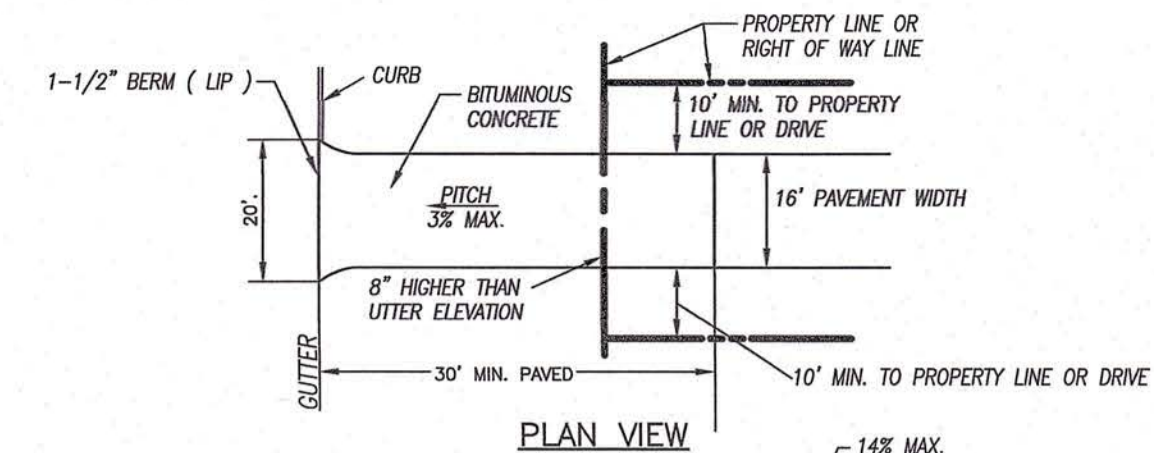 PROPERTY LINE OR
RIGHT OF WAY LINE
1-1/2" BERM ( LIP )
CURB
BITUMINOUS
CONCRETE
10' MIN. TO PROPERTY
LINE OR DRIVE
20'.
PITCH
3% MAX.
16' PAVEMENT WIDTH
8" HIGHER THAN
UTTER ELEVATION
GUTTER
30' MIN. PAVED
10' MIN. TO PROPERTY LINE OR DRIVE
PLAN VIEW
14% MAX.